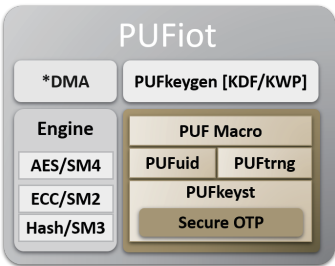 PUFiot
*DMA
PUFkeygen [KDF/KWP]
Engine
AES/SM4
ECC/SM2
Hash/SM3
PUF Macro
PUFuid
PUFtrng
PUFkeyst
Secure OTP